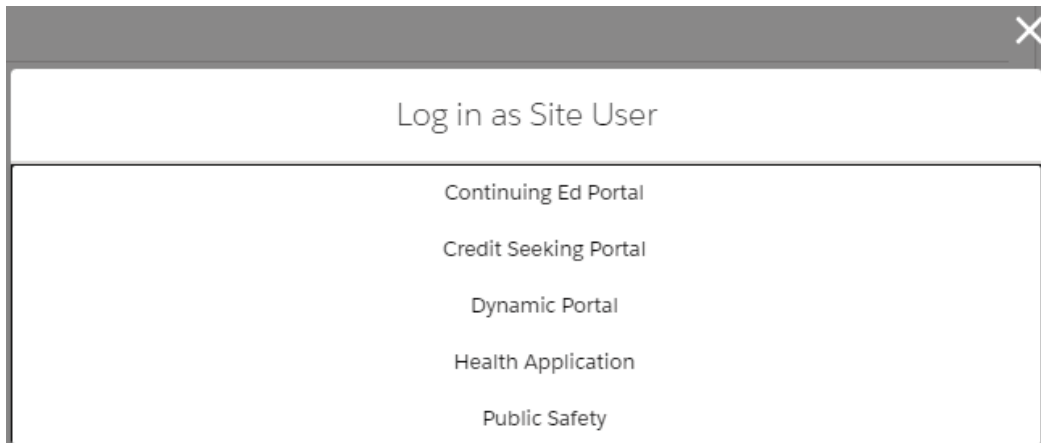 Log in as Site User
Continuing Ed Portal
Credit Seeking Portal
Dynamic Portal
Health Application
Public Safety